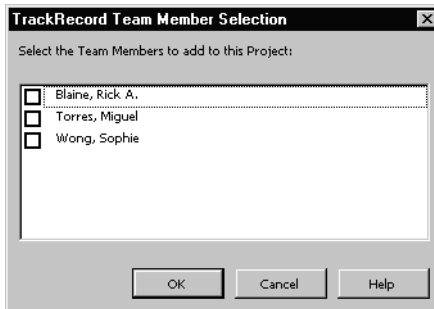 TrackRecord Team Member Selection
Select the Team Members to add to this Project:
Blaine, Rick A.
Torres, Miguel
Wong, Sophie
OK Cancel Help